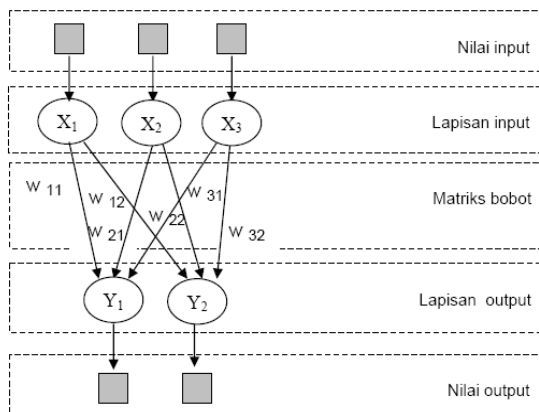 Nilai input
X1 X2 X3
Lapisan input
W 11
W 12
W 31
Matriks bobot
W 21
W 22
W 32
Y1 Y2
Lapisan output
Nilai output